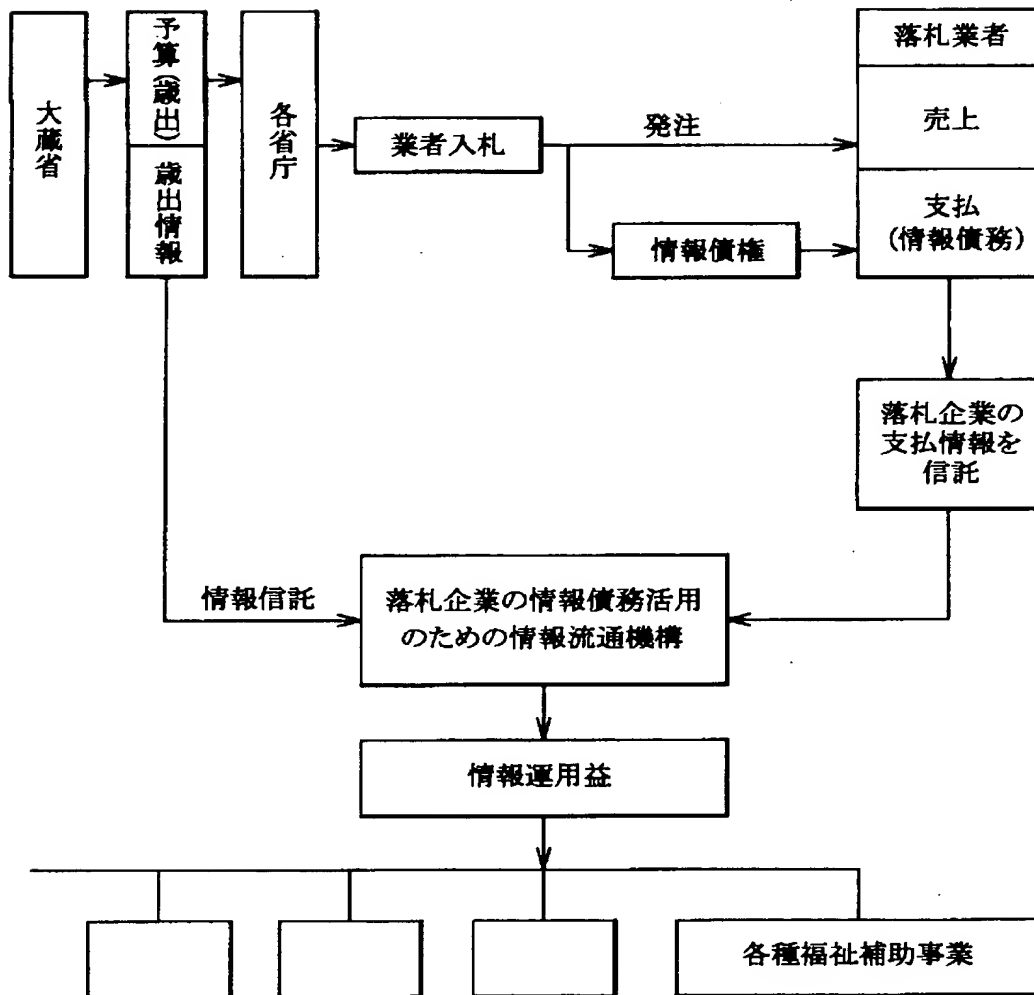 大蔵省
予算(歳出)
歳出情報
各省庁
業者入札
発注
情報債権
落札業者
売上
支払
(情報債務)
落札企業の
支払情報を
信託
情報信託
落札企業の情報債務活用
のための情報流通機構
情報運用益
各種福祉補助事業